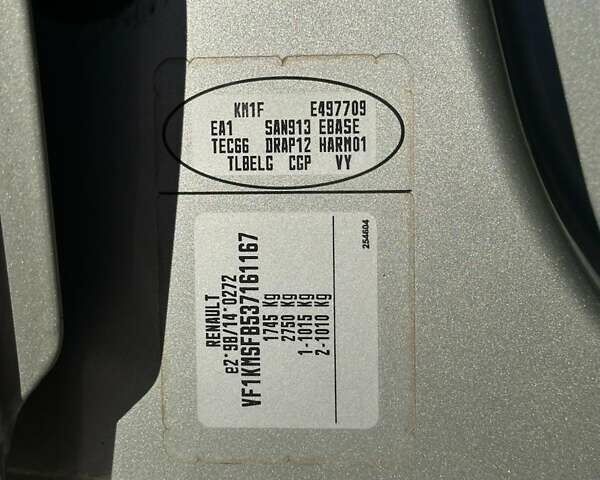 KM1F E497709
EA1 SAN913 EBASE
TEC66 DRAP12 HARM01
TLBELG CGP VY
RENAULT
e2*98/14*0272
VF1KMSFB537161167
1745 Kg
2750 Kg
1-1015 Kg
2-1010 Kg
254604